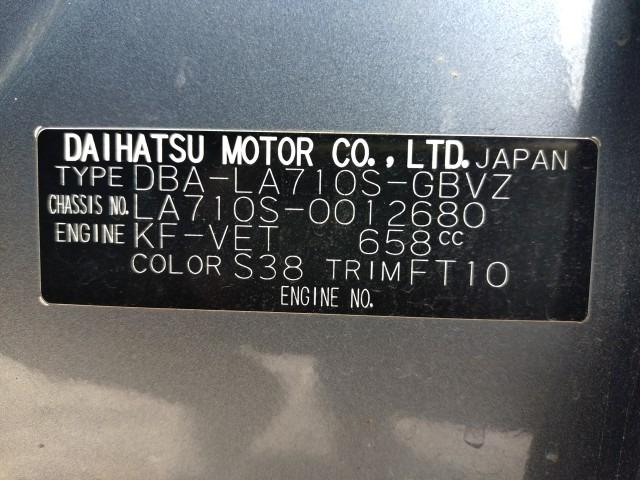 DAIHATSU MOTOR CO., LTD. JAPAN
TYPE DBA-LA710S-GBVZ
CHASSIS NO. LA710S-0012680
ENGINE KF-VET 658cc
COLOR S38 TRIM FT10
ENGINE NO.